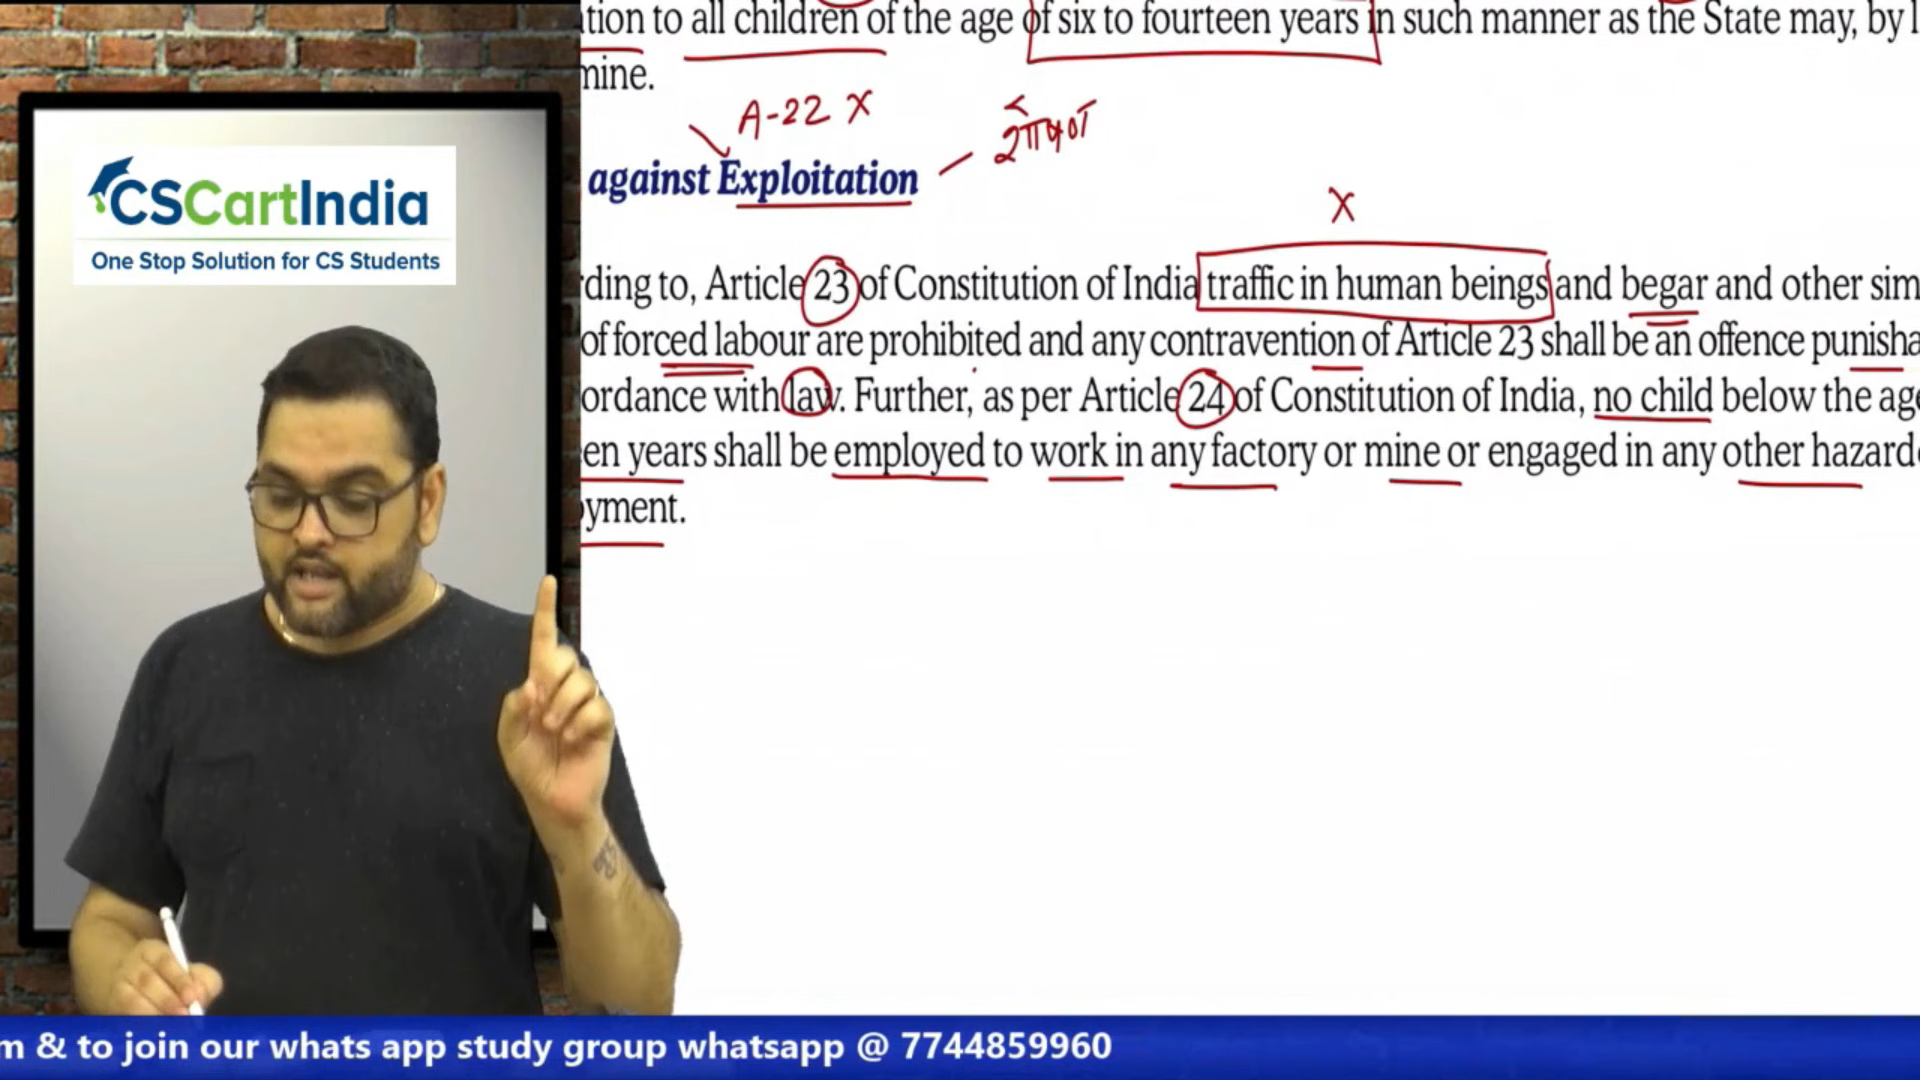 tion to all children of the age of six to fourteen years in such manner as the State may, by l
mine.
A-22 X
शोषण
against Exploitation
X
rding to, Article 23 of Constitution of India traffic in human beings and begar and other sim
of forced labour are prohibited and any contravention of Article 23 shall be an offence punisha
ordance with law. Further, as per Article 24 of Constitution of India, no child below the age
een years shall be employed to work in any factory or mine or engaged in any other hazard
oyment.
CSCartIndia
One Stop Solution for CS Students
m & to join our whats app study group whatsapp @ 7744859960